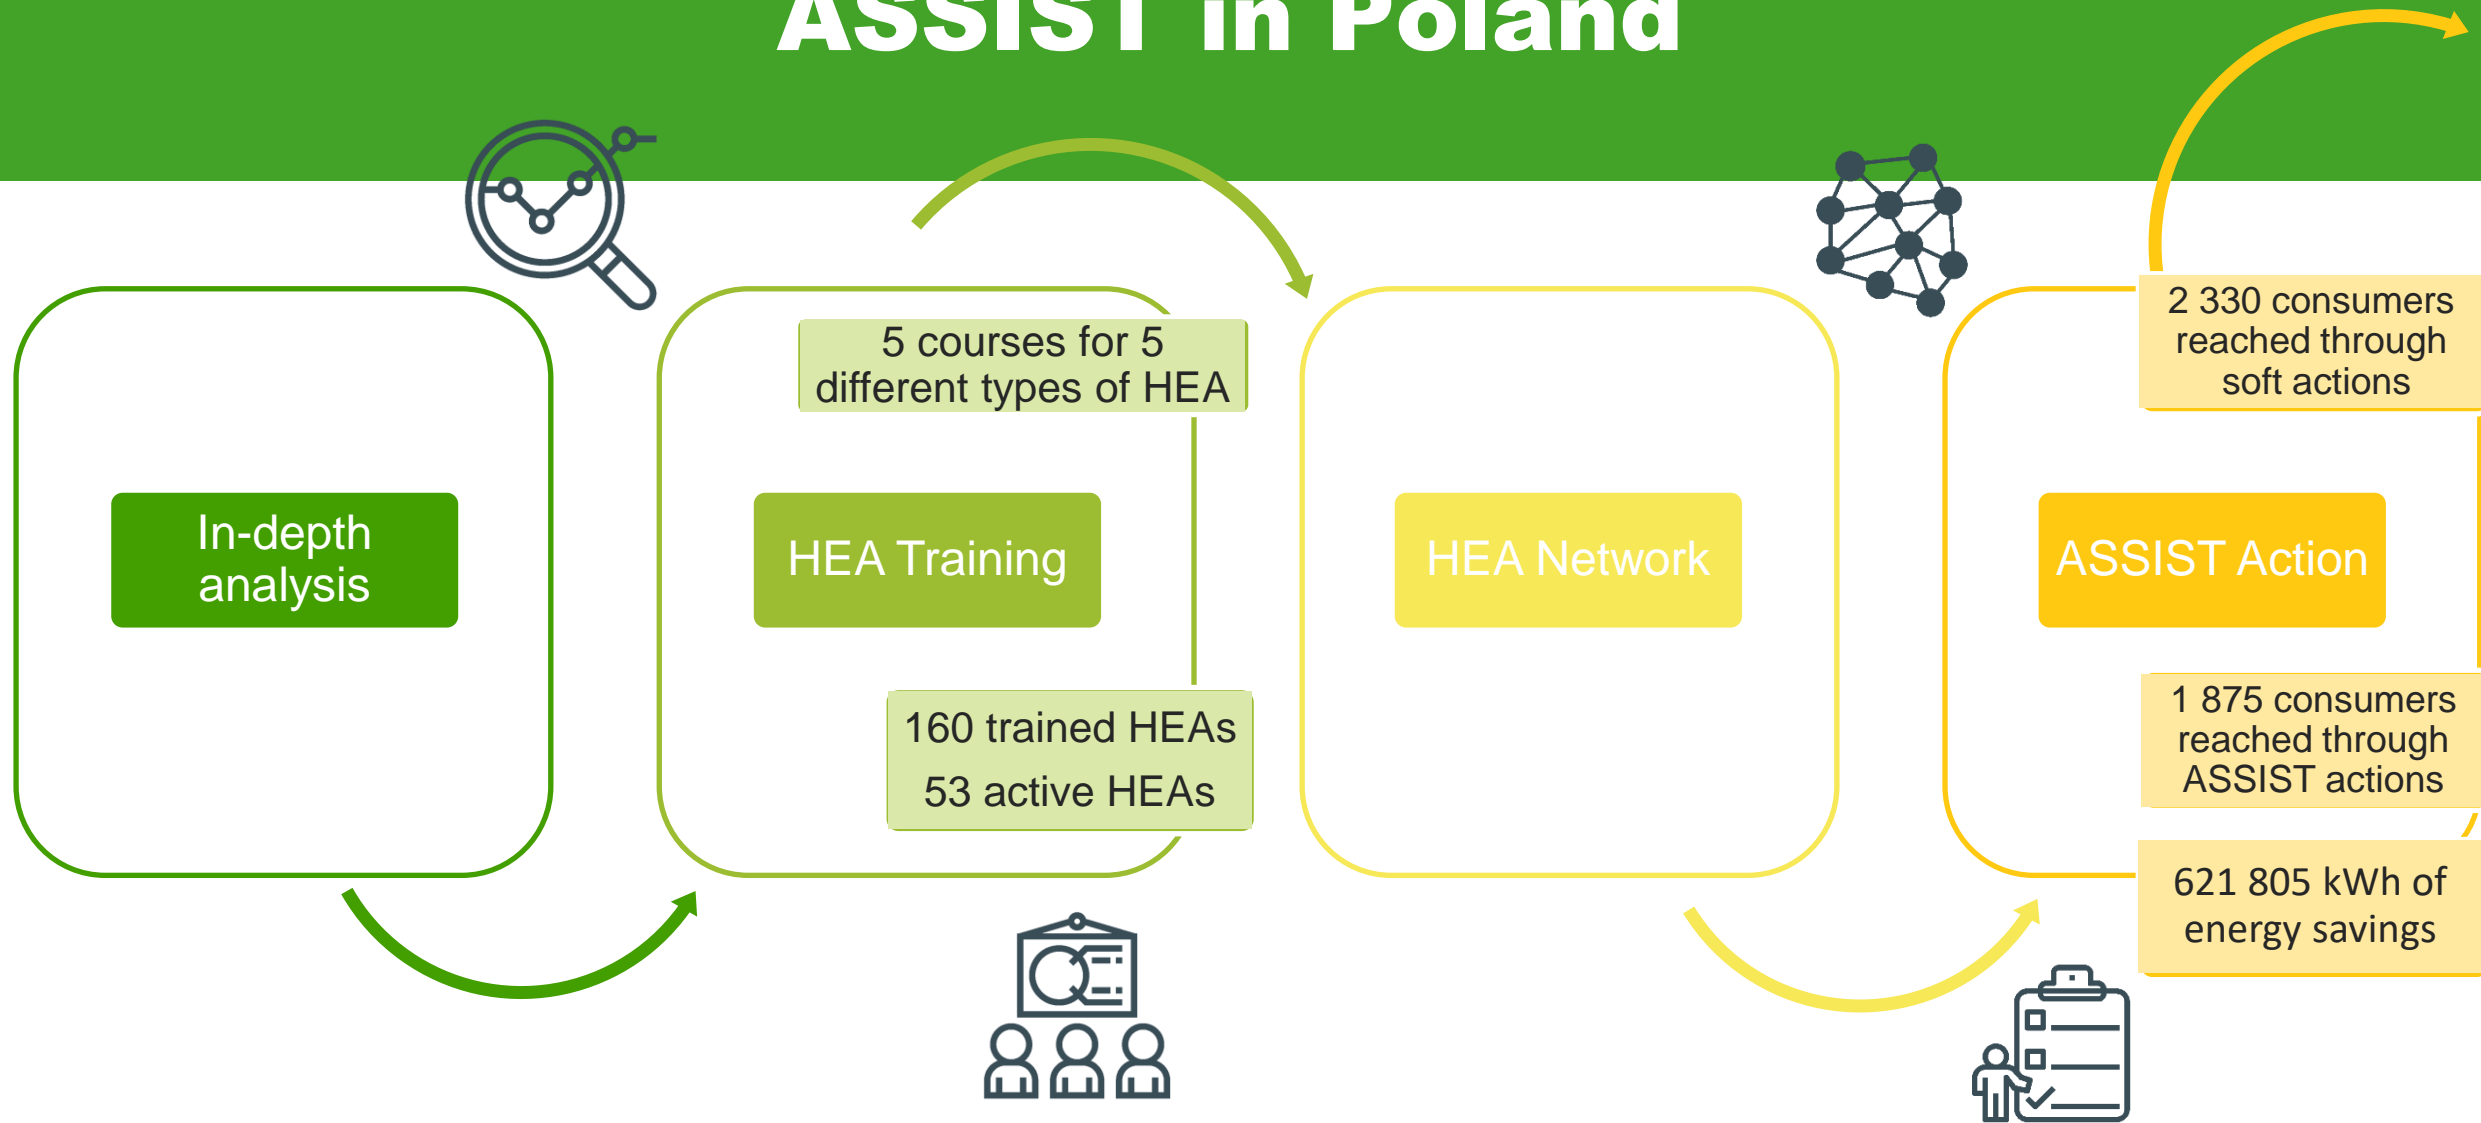 ASSIST in Poland
In-depth
analysis
5 courses for 5
different types of HEA
HEA Training
160 trained HEAs
53 active HEAs
HEA Network
2 330 consumers
reached through
soft actions
ASSIST Action
1 875 consumers
reached through
ASSIST actions
621 805 kWh of
energy savings